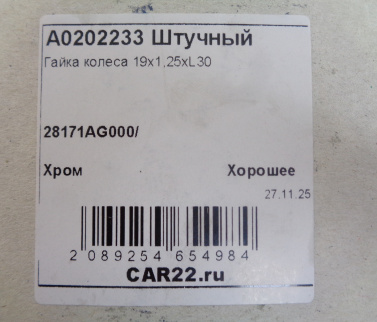 A0202233 Штучный
Гайка колеса 19x1,25xL30
28171AG000/
Хром Хорошее
27.11.25
2 089254 654984
CAR22.ru